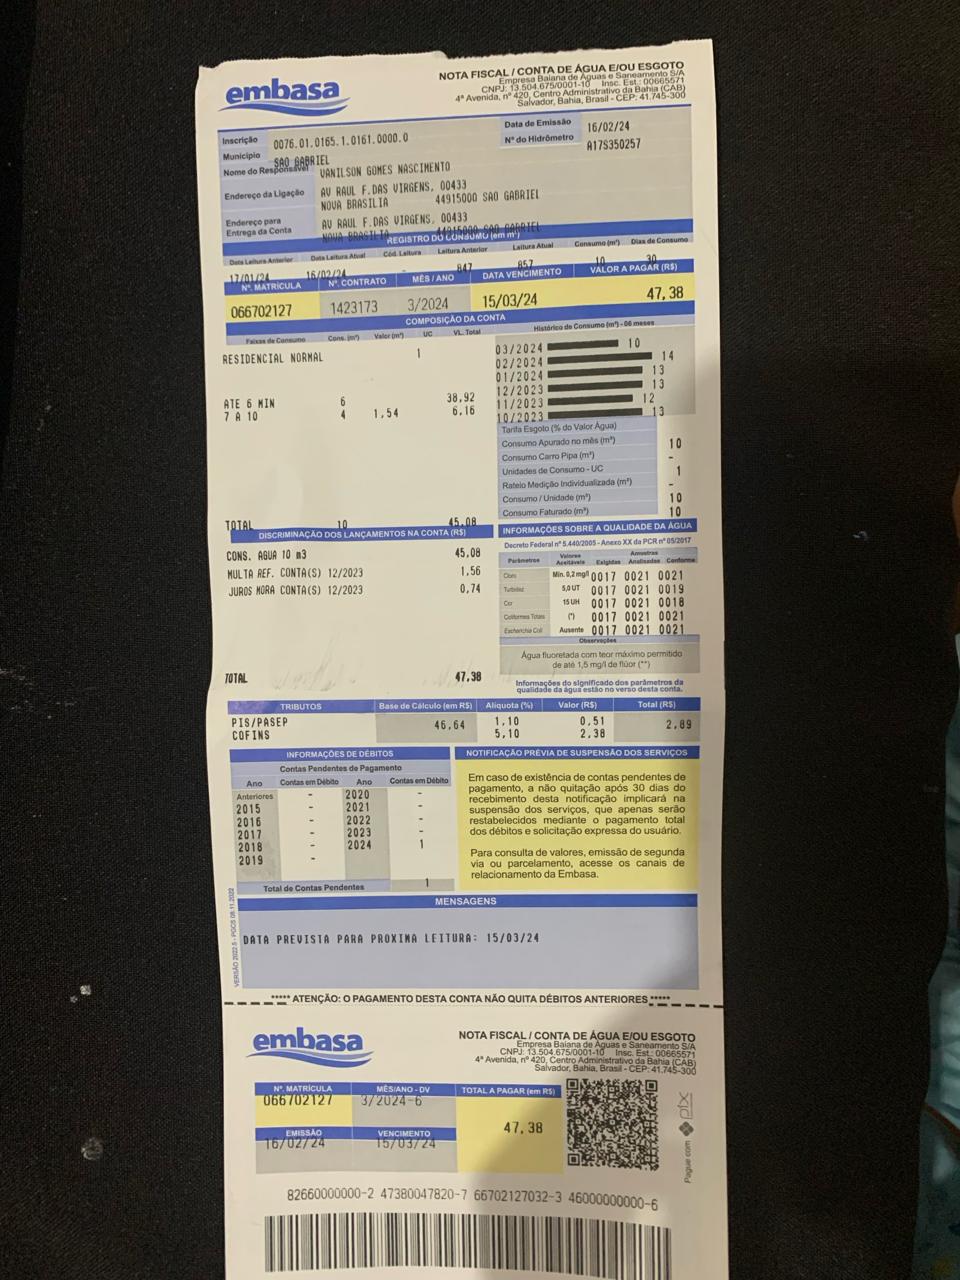 embasa
NOTA FISCAL / CONTA DE ÁGUA E/OU ESGOTO
Empresa Baiana de Águas e Saneamento S/A
CNPJ: 13.504.675/0001-10 Insc. Est.: 00665571
4ª Avenida, nº 420, Centro Administrativo da Bahia (CAB)
Salvador, Bahia, Brasil - CEP: 41.745-300
Inscrição 0076.01.0165.1.0161.0000.0
Data de Emissão 16/02/24
Município SAO GABRIEL
Nº do Hidrômetro A17S350257
Nome do Responsável VANILSON GOMES NASCIMENTO
Endereço da Ligação AV RAUL F.DAS VIRGENS, 00433
NOVA BRASILIA 44915000 SAO GABRIEL
Endereço para Entrega da Conta AV RAUL F.DAS VIRGENS, 00433
NOVA BRASILIA 44915000 SAO GABRIEL
REGISTRO DO CONSUMO (em m³)
Data Leitura Anterior Data Leitura Atual Cód. Leitura Leitura Anterior Leitura Atual Consumo (m³) Dias de Consumo
17/01/24 16/02/24 - 847 857 10 30
Nº. MATRÍCULA Nº. CONTRATO MÊS / ANO DATA VENCIMENTO VALOR A PAGAR (R$)
066702127 1423173 3/2024 15/03/24 47,38
COMPOSIÇÃO DA CONTA
Faixas de Consumo Cons. (m³) Valor (m³) UC VL. Total
RESIDENCIAL NORMAL 1
ATE 6 MIN 6 38,92
7 A 10 4 1,54 6,16
TOTAL 10 45,08
Histórico de Consumo (m³) - 06 meses
03/2024 10
02/2024 14
01/2024 13
12/2023 13
11/2023 12
10/2023 13
Tarifa Esgoto (% do Valor Água)
Consumo Apurado no mês (m³) 10
Consumo Carro Pipa (m³) -
Unidades de Consumo - UC 1
Rateio Medição Individualizada (m³) -
Consumo / Unidade (m³) 10
Consumo Faturado (m³) 10
DISCRIMINAÇÃO DOS LANÇAMENTOS NA CONTA (R$)
CONS. AGUA 10 m3 45,08
MULTA REF. CONTA(S) 12/2023 1,56
JUROS MORA CONTA(S) 12/2023 0,74
TOTAL 47,38
INFORMAÇÕES SOBRE A QUALIDADE DA ÁGUA
Decreto Federal nº 5.440/2005 - Anexo XX da PCR nº 05/2017
Parâmetros Valores Aceitáveis Amostras Exigidas Analisadas Conforme
Cloro Mín. 0,2 mg/l 0017 0021 0021
Turbidez 5,0 UT 0017 0021 0019
Cor 15 UH 0017 0021 0018
Coliformes Totais (*) 0017 0021 0021
Escherichia Coli Ausente 0017 0021 0021
Observações
Água fluoretada com teor máximo permitido
de até 1,5 mg/l de flúor (**)
Informações do significado dos parâmetros da
qualidade da água estão no verso desta conta.
TRIBUTOS Base de Cálculo (em R$) Alíquota (%) Valor (R$) Total (R$)
PIS/PASEP 46,64 1,10 0,51 2,89
COFINS 5,10 2,38
INFORMAÇÕES DE DÉBITOS
Contas Pendentes de Pagamento
Ano Contas em Débito Ano Contas em Débito
Anteriores - 2020 -
2015 - 2021 -
2016 - 2022 -
2017 - 2023 -
2018 - 2024 1
2019 -
Total de Contas Pendentes 1
NOTIFICAÇÃO PRÉVIA DE SUSPENSÃO DOS SERVIÇOS
Em caso de existência de contas pendentes de
pagamento, a não quitação após 30 dias do
recebimento desta notificação implicará na
suspensão dos serviços, que apenas serão
restabelecidos mediante o pagamento total
dos débitos e solicitação expressa do usuário.
Para consulta de valores, emissão de segunda
via ou parcelamento, acesse os canais de
relacionamento da Embasa.
VERSÃO 2022.5 - PGCS 08.11.2022
MENSAGENS
DATA PREVISTA PARA PROXIMA LEITURA: 15/03/24
***** ATENÇÃO: O PAGAMENTO DESTA CONTA NÃO QUITA DÉBITOS ANTERIORES *****
embasa
NOTA FISCAL / CONTA DE ÁGUA E/OU ESGOTO
Empresa Baiana de Águas e Saneamento S/A
CNPJ: 13.504.675/0001-10 Insc. Est.: 00665571
4ª Avenida, nº 420, Centro Administrativo da Bahia (CAB)
Salvador, Bahia, Brasil - CEP: 41.745-300
Nº. MATRÍCULA MÊS/ANO - DV TOTAL A PAGAR (em R$)
066702127 3/2024-6 47,38
EMISSÃO VENCIMENTO
16/02/24 15/03/24
Pague com pix
82660000000-2 47380047820-7 66702127032-3 46000000000-6